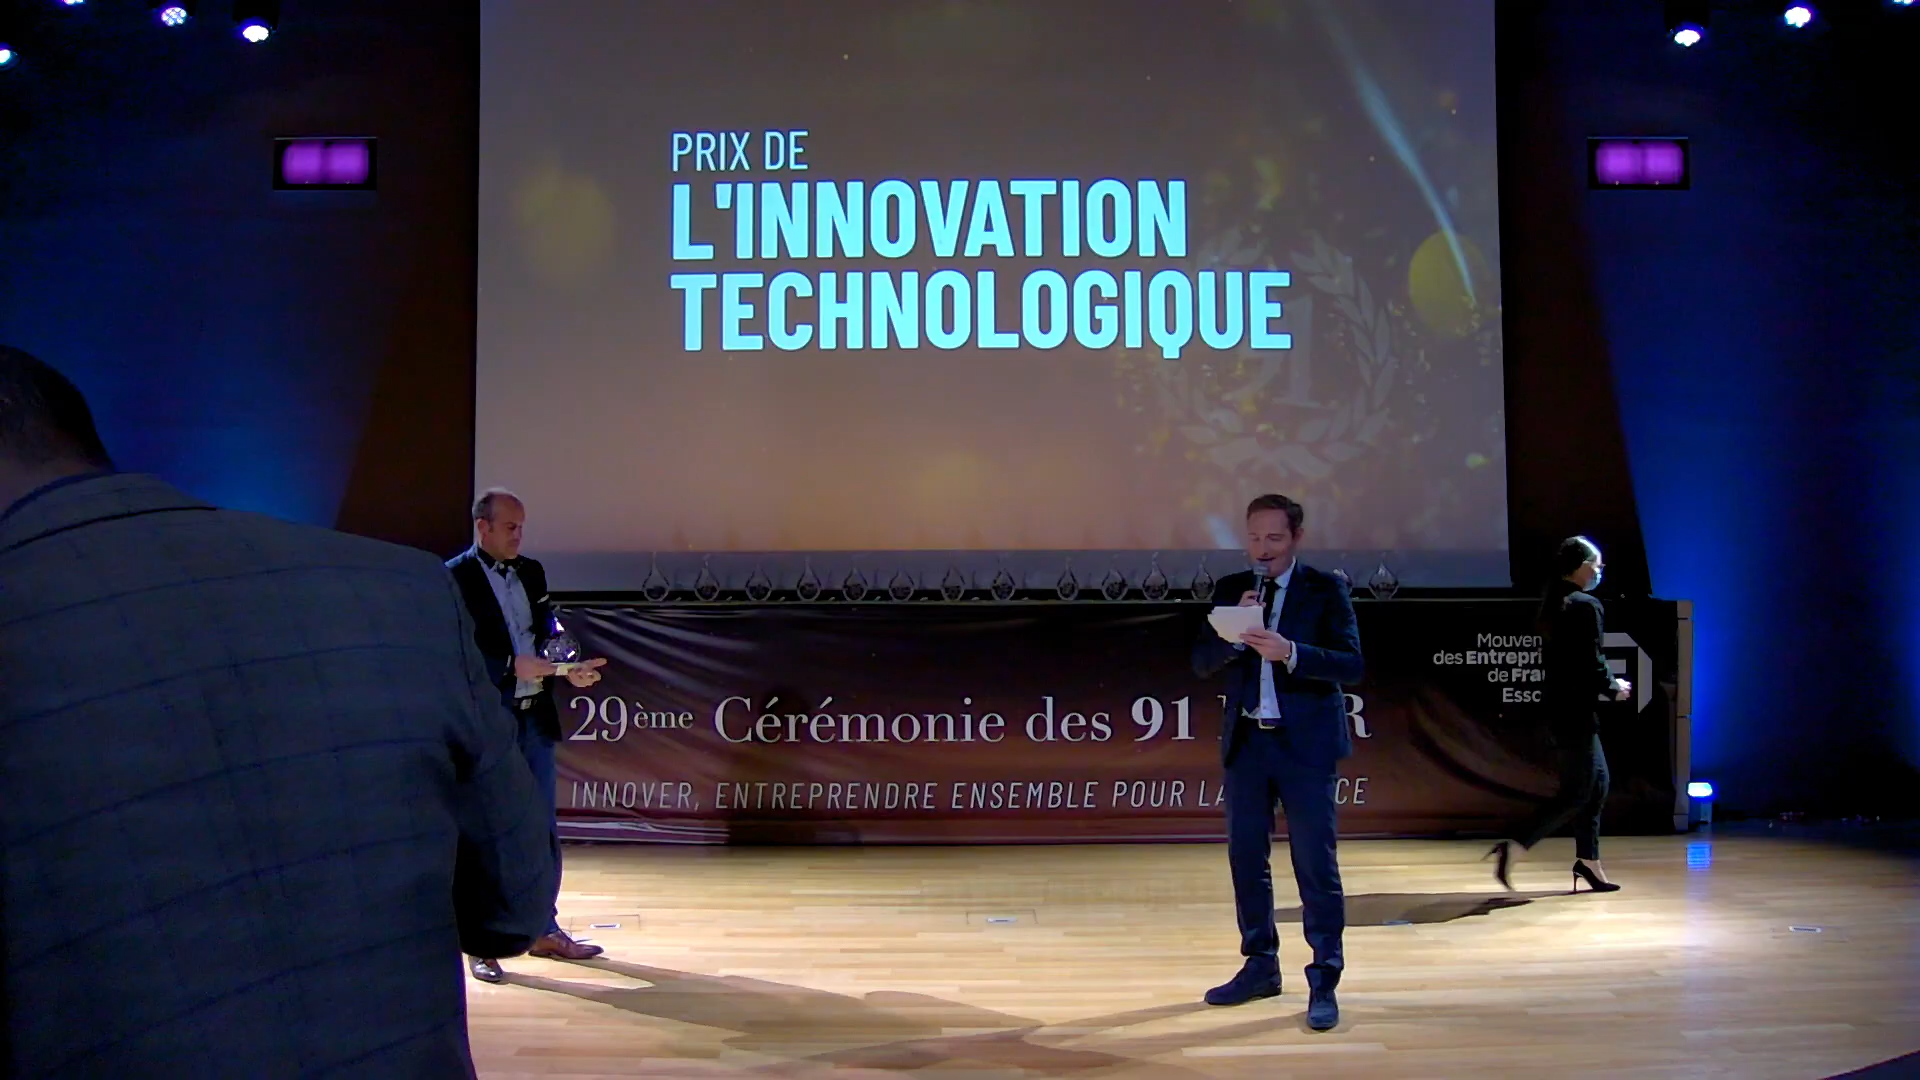 PRIX DE
L'INNOVATION
TECHNOLOGIQUE
29ème Cérémonie des 91
INNOVER, ENTREPRENDRE ENSEMBLE POUR LA
des
de